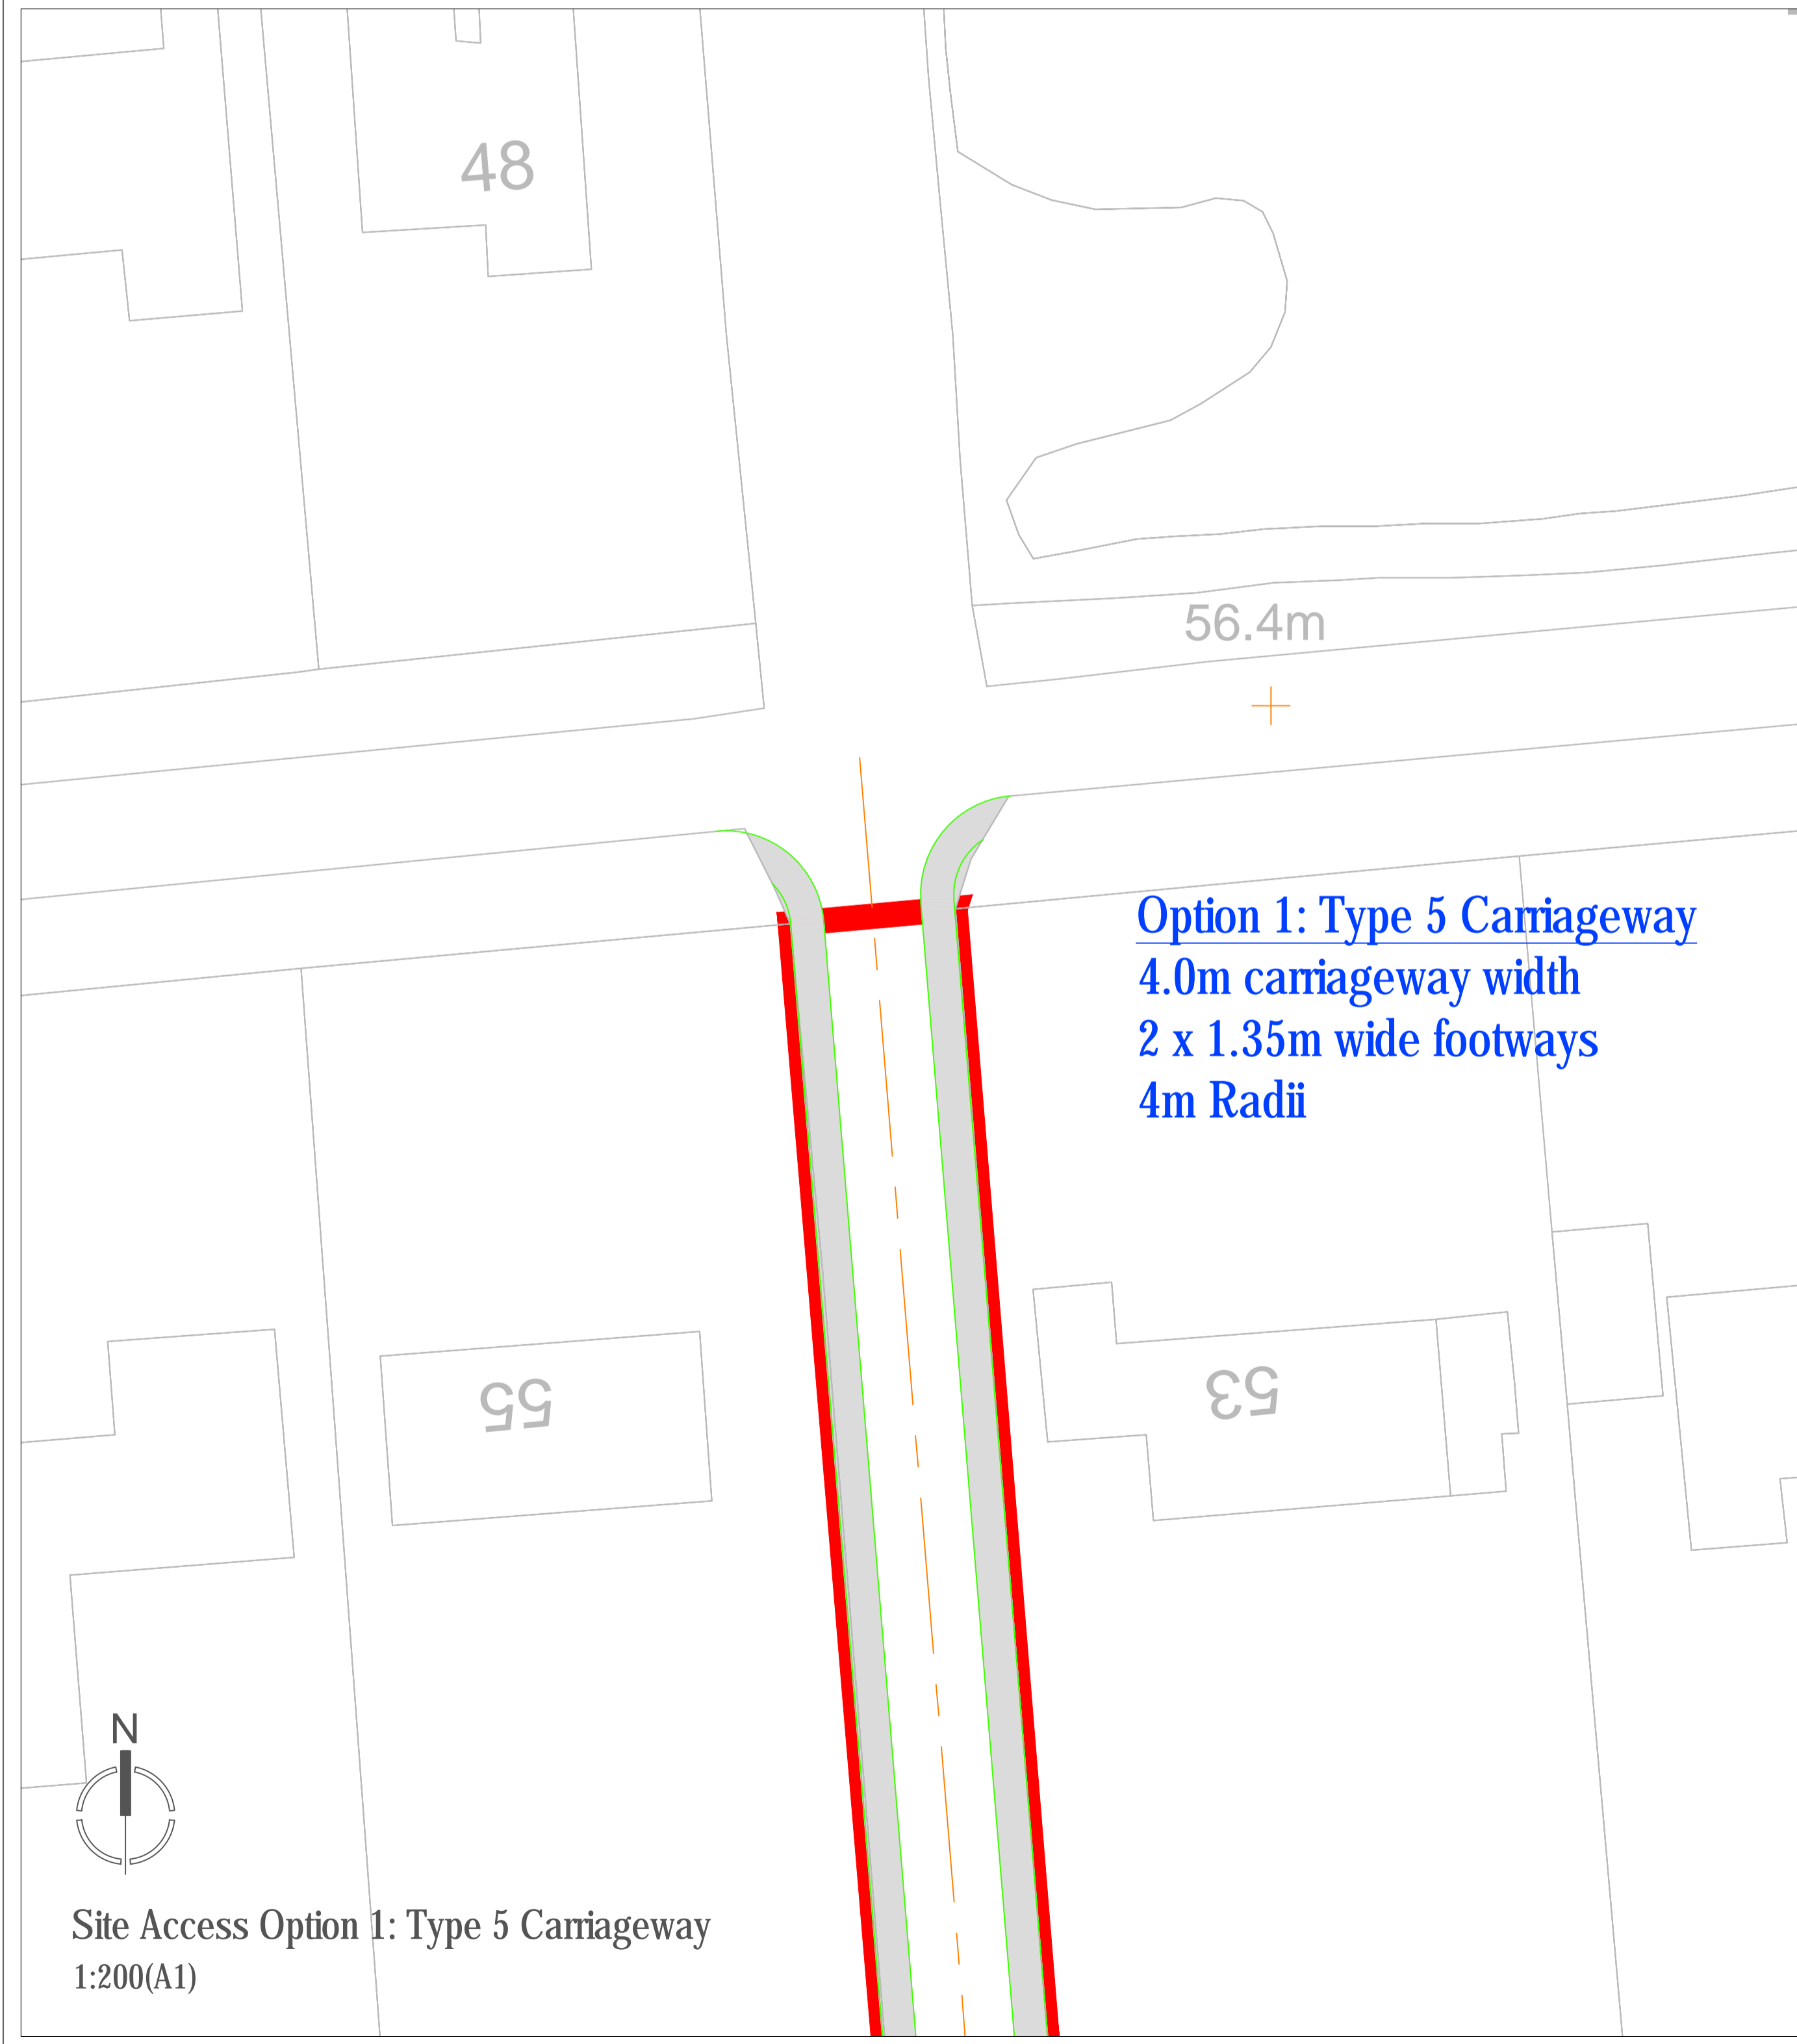 48
56.4m
Option 1: Type 5 Carriageway
4.0m carriageway width
2 x 1.35m wide footways
4m Radii
55
53
N
Site Access Option 1: Type 5 Carriageway
1:200(A1)